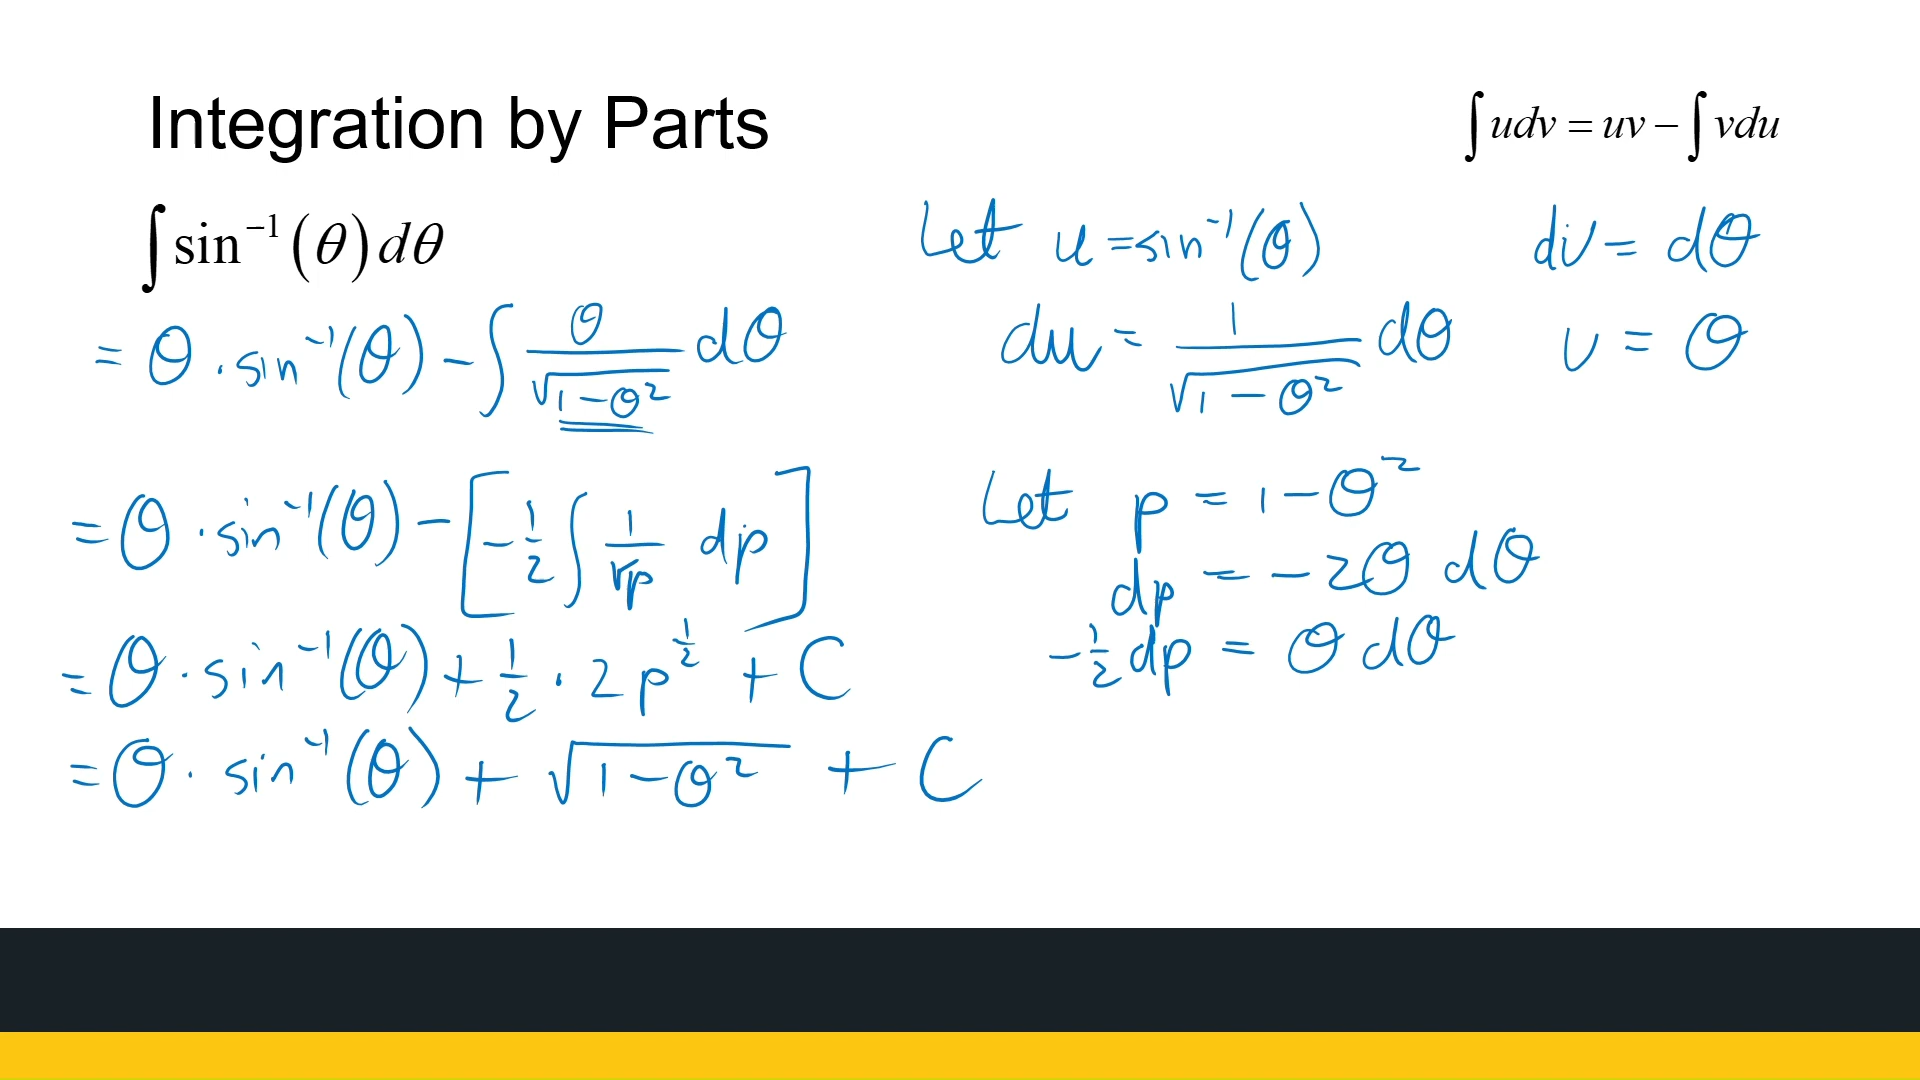 Integration by Parts
∫udv = uv − ∫vdu
∫sin⁻¹(θ)dθ
Let u = sin⁻¹(θ)   dv = dθ
= θ · sin⁻¹(θ) − ∫ θ/√(1−θ²) dθ
du = 1/√(1−θ²) dθ   v = θ
= θ · sin⁻¹(θ) − [−1/2 ∫ 1/√p dp]
Let p = 1 − θ²
dp = −2θ dθ
−1/2 dp = θ dθ
= θ · sin⁻¹(θ) + 1/2 · 2p^(1/2) + C
= θ · sin⁻¹(θ) + √(1−θ²) + C